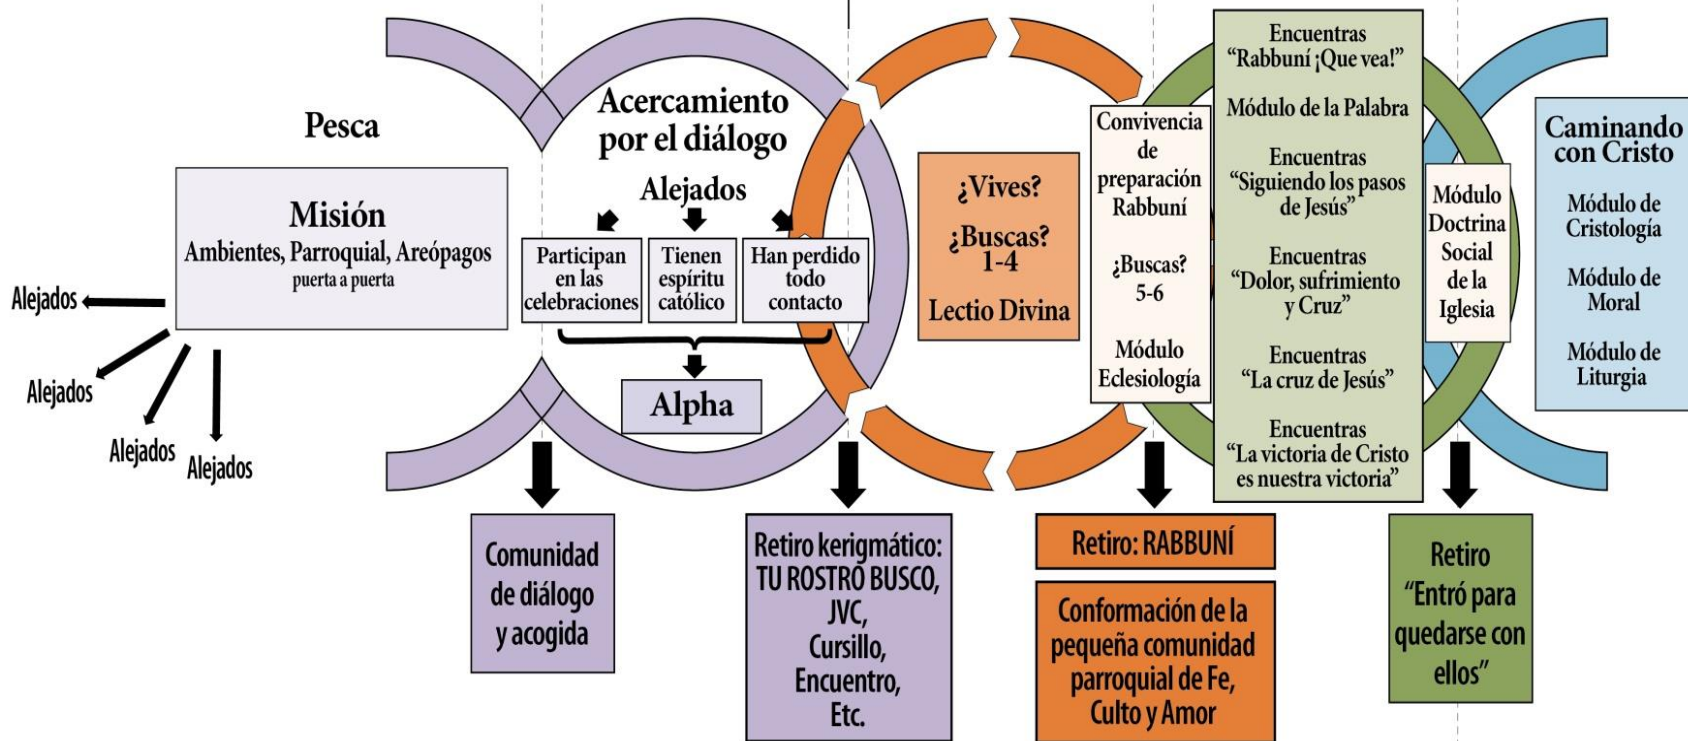 Pesca
Misión
Ambientes, Parroquial, Areópagos
puerta a puerta
Alejados
Alejados
Alejados
Alejados
Acercamiento
por el diálogo
Alejados
Participan
en las
celebraciones
Tienen
espíritu
católico
Han perdido
todo
contacto
Alpha
¿Vives?
¿Buscas?
1-4
Lectio Divina
Convivencia
de
preparación
Rabbuní
¿Buscas?
5-6
Módulo
Eclesiología
Encuentras
“Rabbuní ¡Que vea!”
Módulo de la Palabra
Encuentras
“Siguiendo los pasos
de Jesús”
Encuentras
“Dolor, sufrimiento
y Cruz”
Encuentras
“La cruz de Jesús”
Encuentras
“La victoria de Cristo
es nuestra victoria”
Módulo
Doctrina
Social
de la
Iglesia
Caminando
con Cristo
Módulo de
Cristología
Módulo de
Moral
Módulo de
Liturgia
Comunidad
de diálogo
y acogida
Retiro kerigmático:
TU ROSTRO BUSCO,
JVC,
Cursillo,
Encuentro,
Etc.
Retiro: RABBUNÍ
Conformación de la
pequeña comunidad
parroquial de Fe,
Culto y Amor
Retiro
“Entró para
quedarse con
ellos”